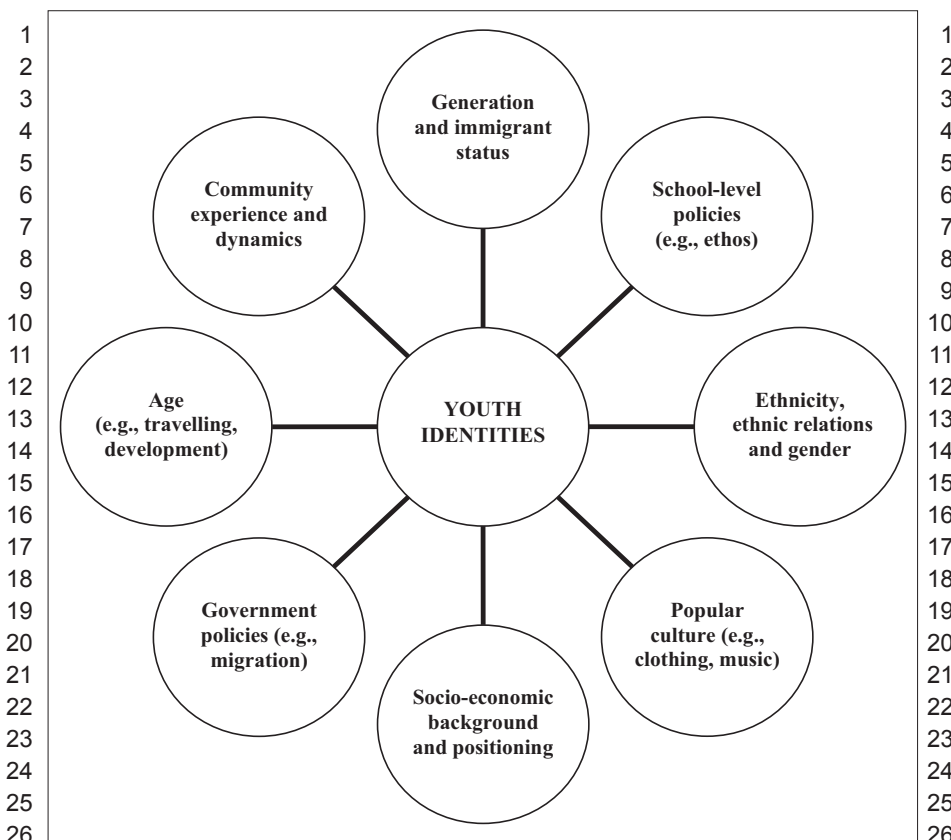 1
2
3
4
5
6
7
8
9
10
11
12
13
14
15
16
17
18
19
20
21
22
23
24
25
26
Generation
and immigrant
status
School-level
policies
(e.g., ethos)
Ethnicity,
ethnic relations
and gender
Popular
culture (e.g.,
clothing, music)
Socio-economic
background
and positioning
Government
policies (e.g.,
migration)
Age
(e.g., travelling,
development)
Community
experience and
dynamics
YOUTH
IDENTITIES
1
2
3
4
5
6
7
8
9
10
11
12
13
14
15
16
17
18
19
20
21
22
23
24
25
26